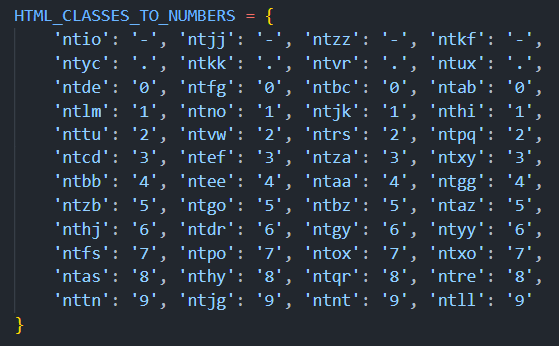 HTML_CLASSES_TO_NUMBERS = {
    'ntio': '-', 'ntjj': '-', 'ntzz': '-', 'ntkf': '-',
    'ntyc': '.', 'ntkk': '.', 'ntvr': '.', 'ntux': '.',
    'ntde': '0', 'ntfg': '0', 'ntbc': '0', 'ntab': '0',
    'ntlm': '1', 'ntno': '1', 'ntjk': '1', 'nthi': '1',
    'nttu': '2', 'ntvw': '2', 'ntrs': '2', 'ntpq': '2',
    'ntcd': '3', 'ntef': '3', 'ntza': '3', 'ntxy': '3',
    'ntbb': '4', 'ntee': '4', 'ntaa': '4', 'ntgg': '4',
    'ntzb': '5', 'ntgo': '5', 'ntbz': '5', 'ntaz': '5',
    'nthj': '6', 'ntdr': '6', 'ntgy': '6', 'ntyy': '6',
    'ntfs': '7', 'ntpo': '7', 'ntox': '7', 'ntxo': '7',
    'ntas': '8', 'nthy': '8', 'ntqr': '8', 'ntre': '8',
    'nttn': '9', 'ntjg': '9', 'ntnt': '9', 'ntll': '9'
}